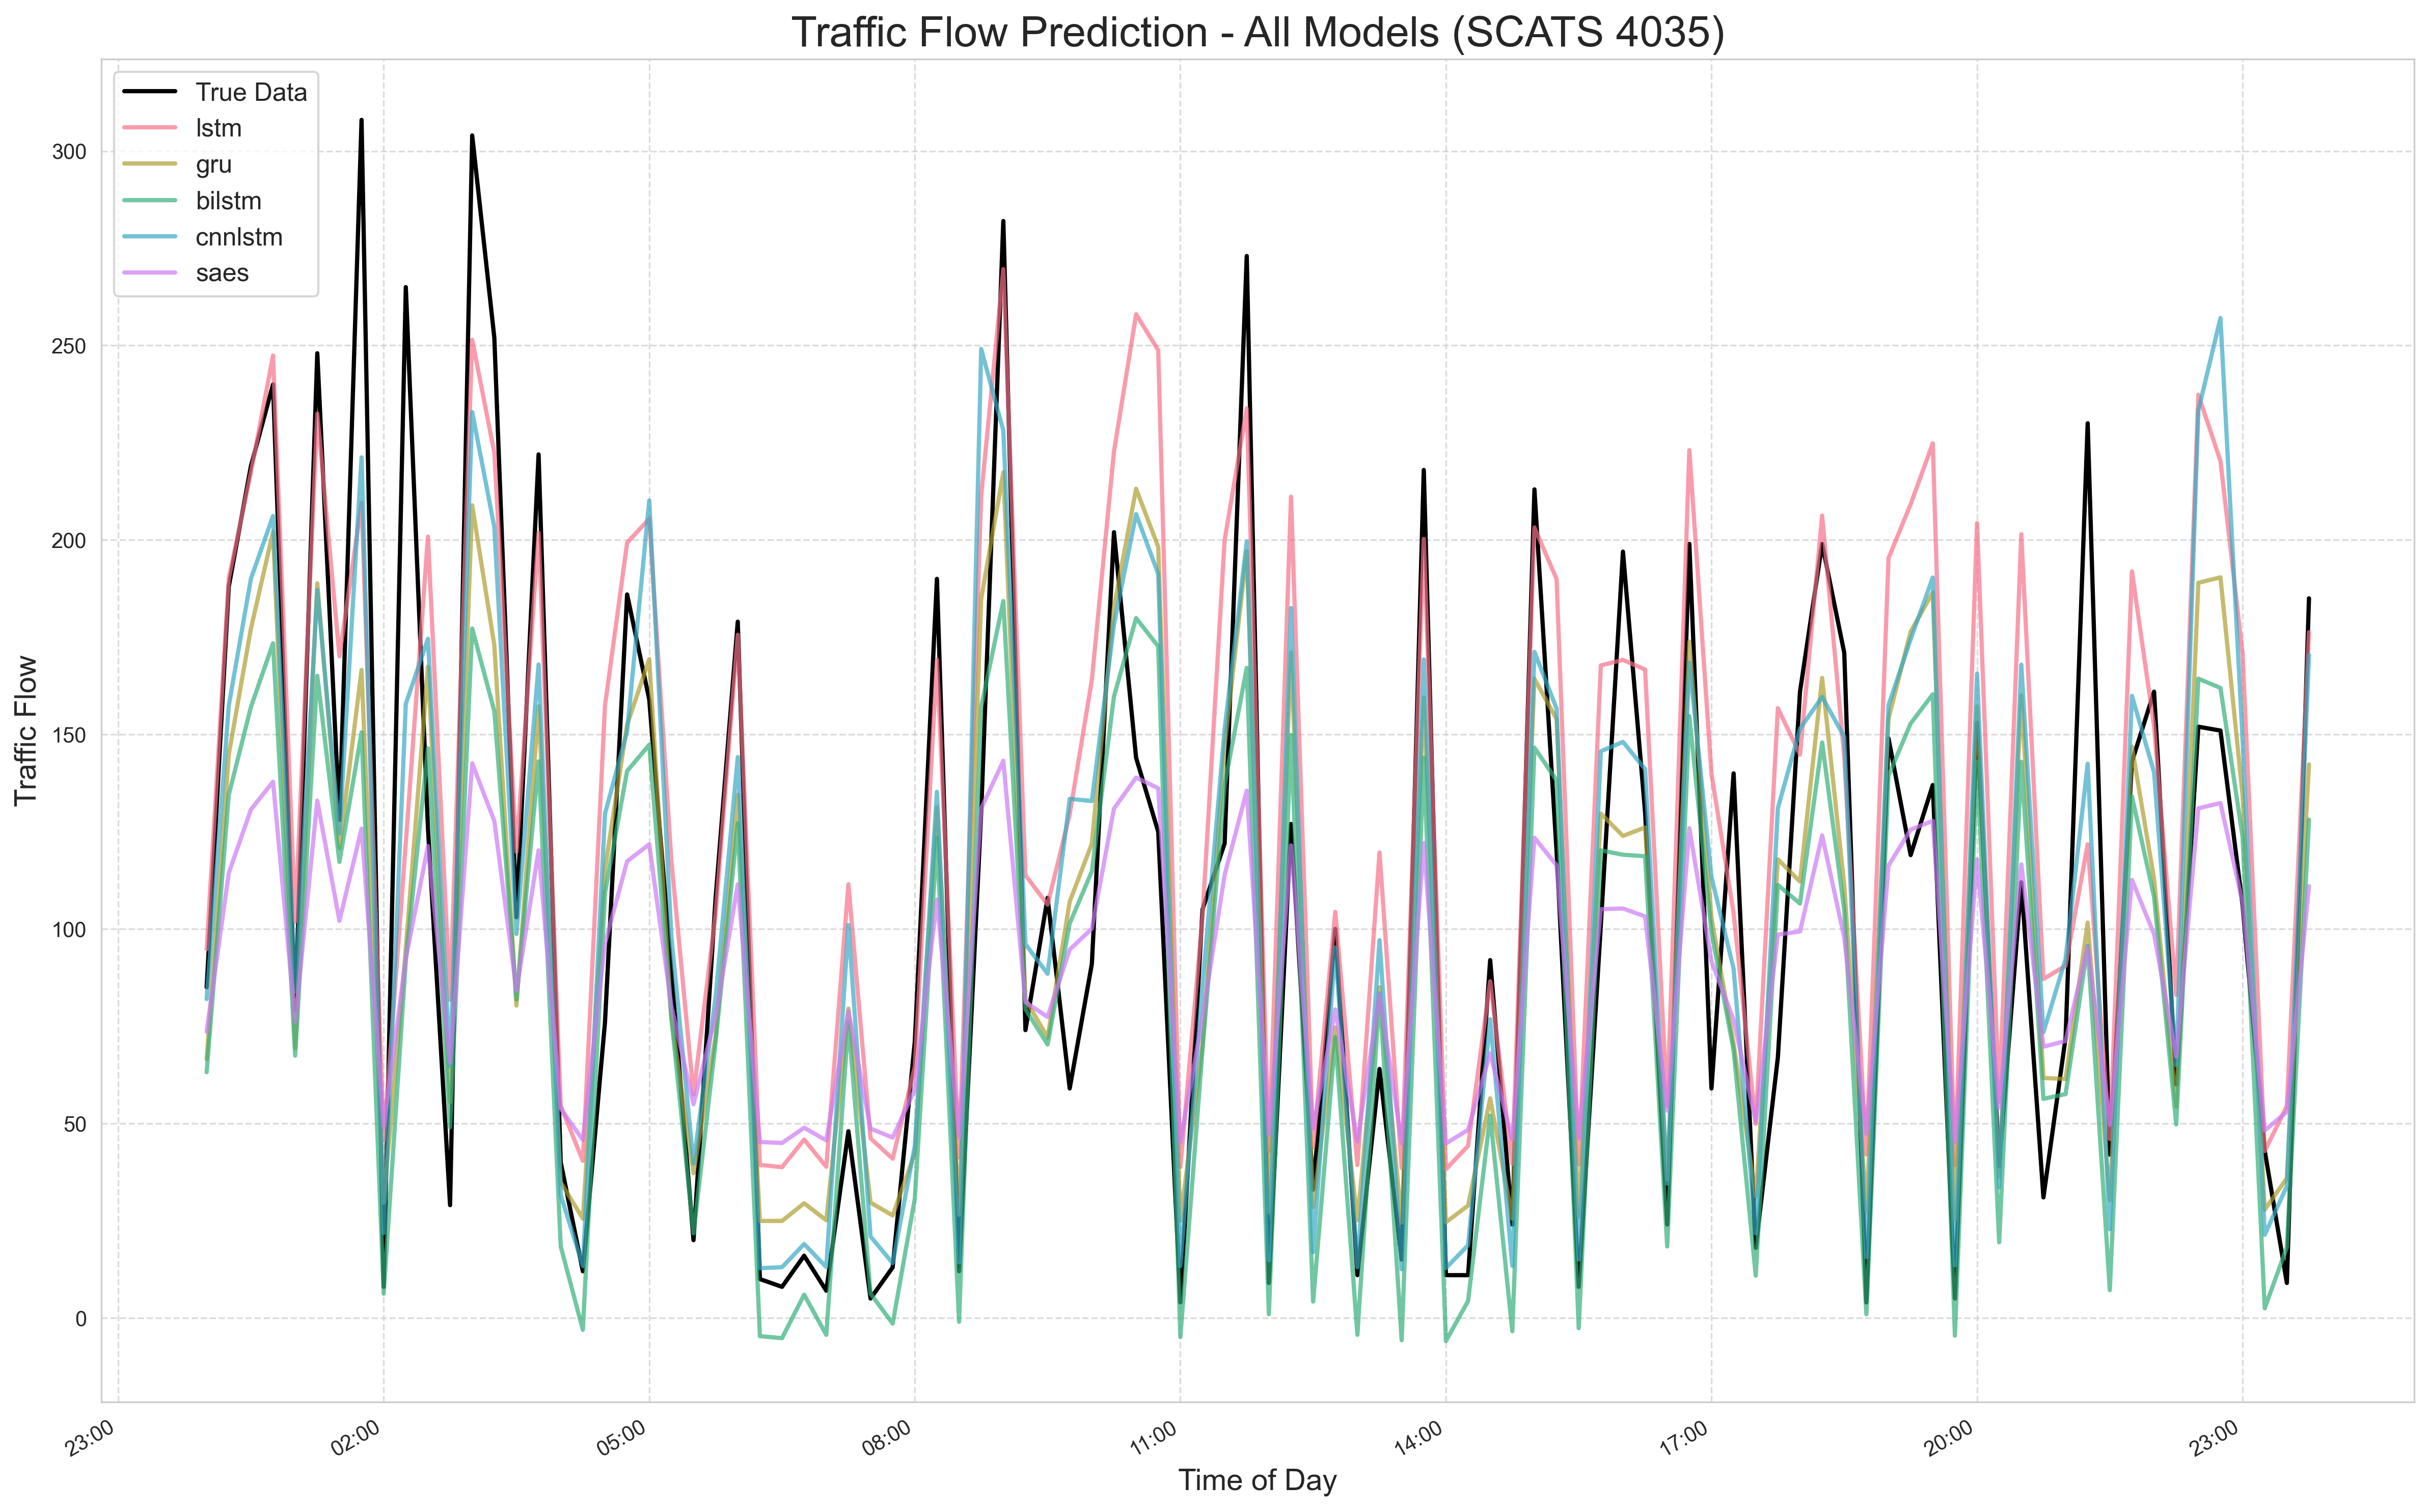 Traffic Flow Prediction - All Models (SCATS 4035)
True Data
lstm
gru
bilstm
cnnlstm
saes
Traffic Flow
300
250
200
150
100
50
0
23:00
02:00
05:00
08:00
11:00
14:00
17:00
20:00
23:00
Time of Day